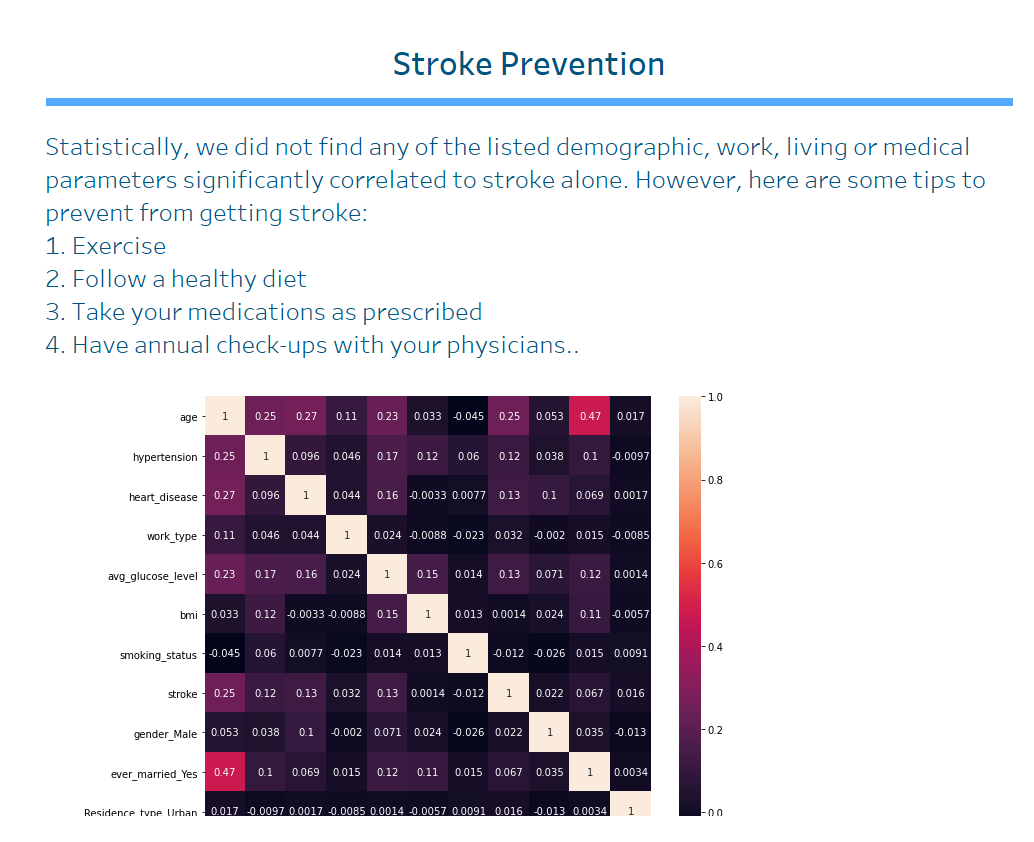 Stroke Prevention
Statistically, we did not find any of the listed demographic, work, living or medical
parameters significantly correlated to stroke alone. However, here are some tips to
prevent from getting stroke:
1. Exercise
2. Follow a healthy diet
3. Take your medications as prescribed
4. Have annual check-ups with your physicians..
age 1 0.25 0.27 0.11 0.23 0.033 -0.045 0.25 0.053 0.47 0.017
hypertension 0.25 1 0.096 0.046 0.17 0.12 0.06 0.12 0.038 0.1 -0.0097
heart_disease 0.27 0.096 1 0.044 0.16 -0.0033 0.0077 0.13 0.1 0.069 0.0017
work_type 0.11 0.046 0.044 1 0.024 -0.0088 -0.023 0.032 -0.002 0.015 -0.0085
avg_glucose_level 0.23 0.17 0.16 0.024 1 0.15 0.014 0.13 0.071 0.12 0.0014
bmi 0.033 0.12 -0.0033 -0.0088 0.15 1 0.013 0.0014 0.024 0.11 -0.0057
smoking_status -0.045 0.06 0.0077 -0.023 0.014 0.013 1 -0.012 -0.026 0.015 0.0091
stroke 0.25 0.12 0.13 0.032 0.13 0.0014 -0.012 1 0.022 0.067 0.016
gender_Male 0.053 0.038 0.1 -0.002 0.071 0.024 -0.026 0.022 1 0.035 -0.013
ever_married_Yes 0.47 0.1 0.069 0.015 0.12 0.11 0.015 0.067 0.035 1 0.0034
Residence_type_Urban 0.017 -0.0097 0.0017 -0.0085 0.0014 -0.0057 0.0091 0.016 -0.013 0.0034 1
1.0
0.8
0.6
0.4
0.2
0.0